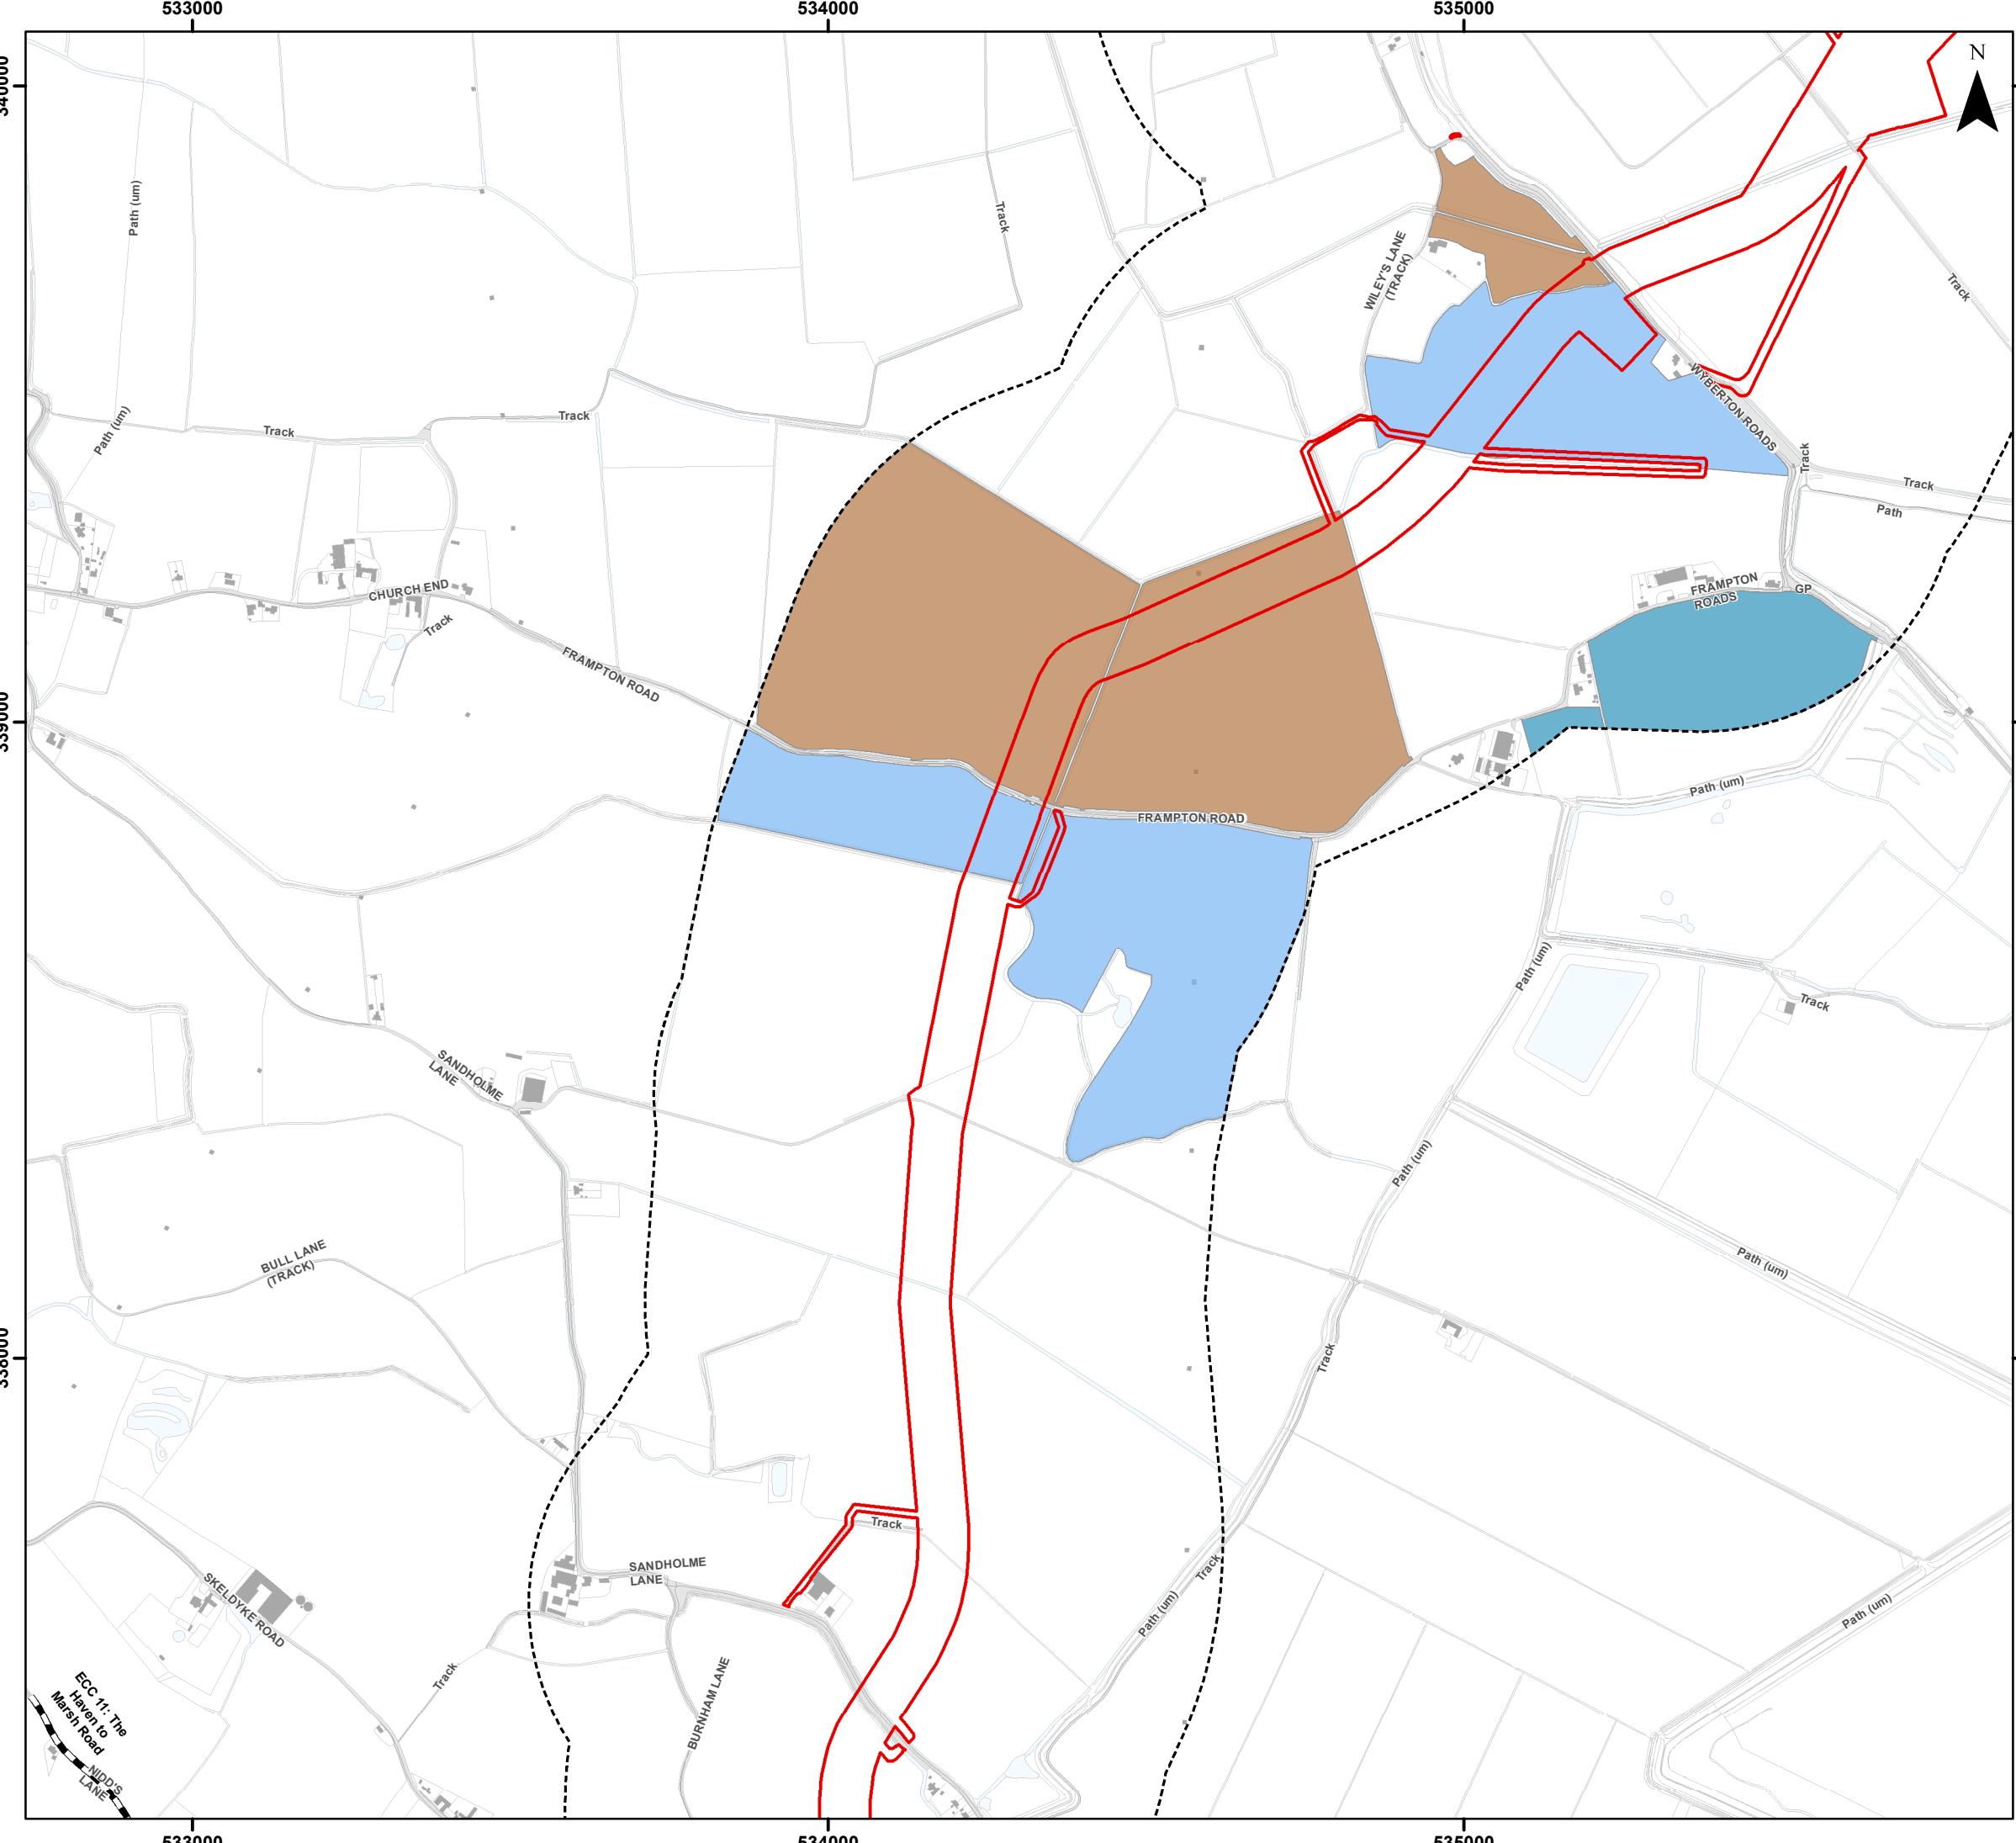 533000
534000
535000
340000
N
Path (um)
Track
WILEY'S LANE
(TRACK)
Track
Path (um)
Track
Track
WYBERTON ROADS
Track
Track
Path
CHURCH END
Track
FRAMPTON
ROADS
GP
FRAMPTON ROAD
339000
Path (um)
FRAMPTON ROAD
Path (um)
Track
SANDHOLME
LANE
Path (um)
BULL LANE
(TRACK)
Path (um)
338000
Track
Track
SANDHOLME
LANE
Track
Path (um)
Path (um)
SKELDYKE ROAD
Track
BURNHAM LANE
ECC 11: The
Haven to
Marsh Road
NIDD'S
LANE
533000
534000
535000